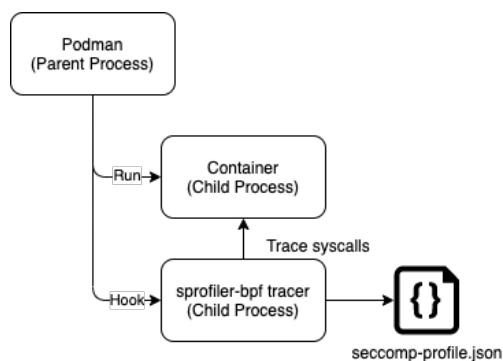 Podman
(Parent Process)
Run
Container
(Child Process)
Trace syscalls
Hook
sprofiler-bpf tracer
(Child Process)
{}
seccomp-profile.json